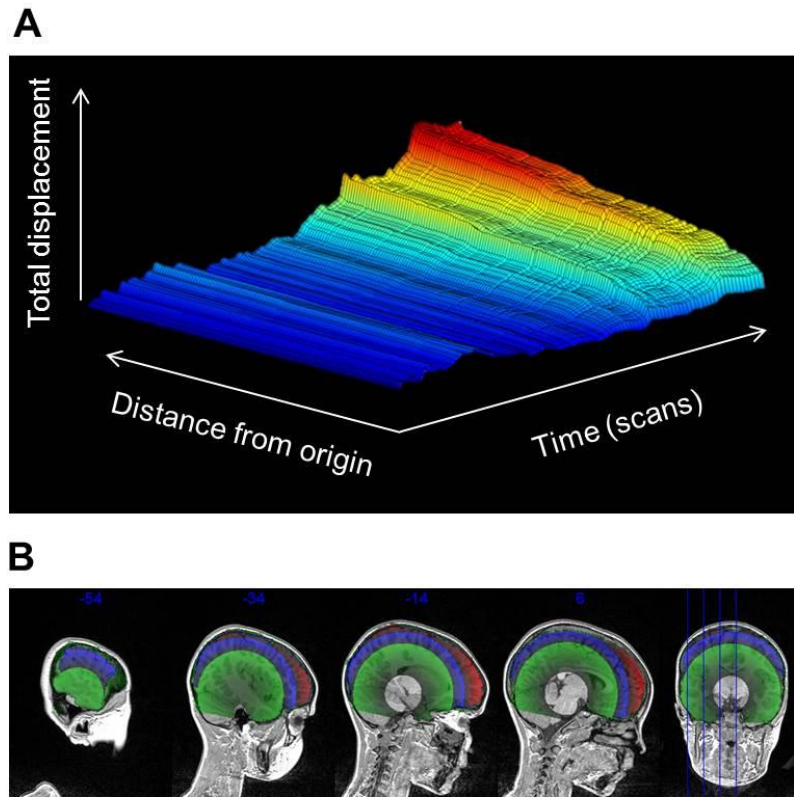 A
Total displacement
Distance from origin
Time (scans)
B
-54
-34
-14
6